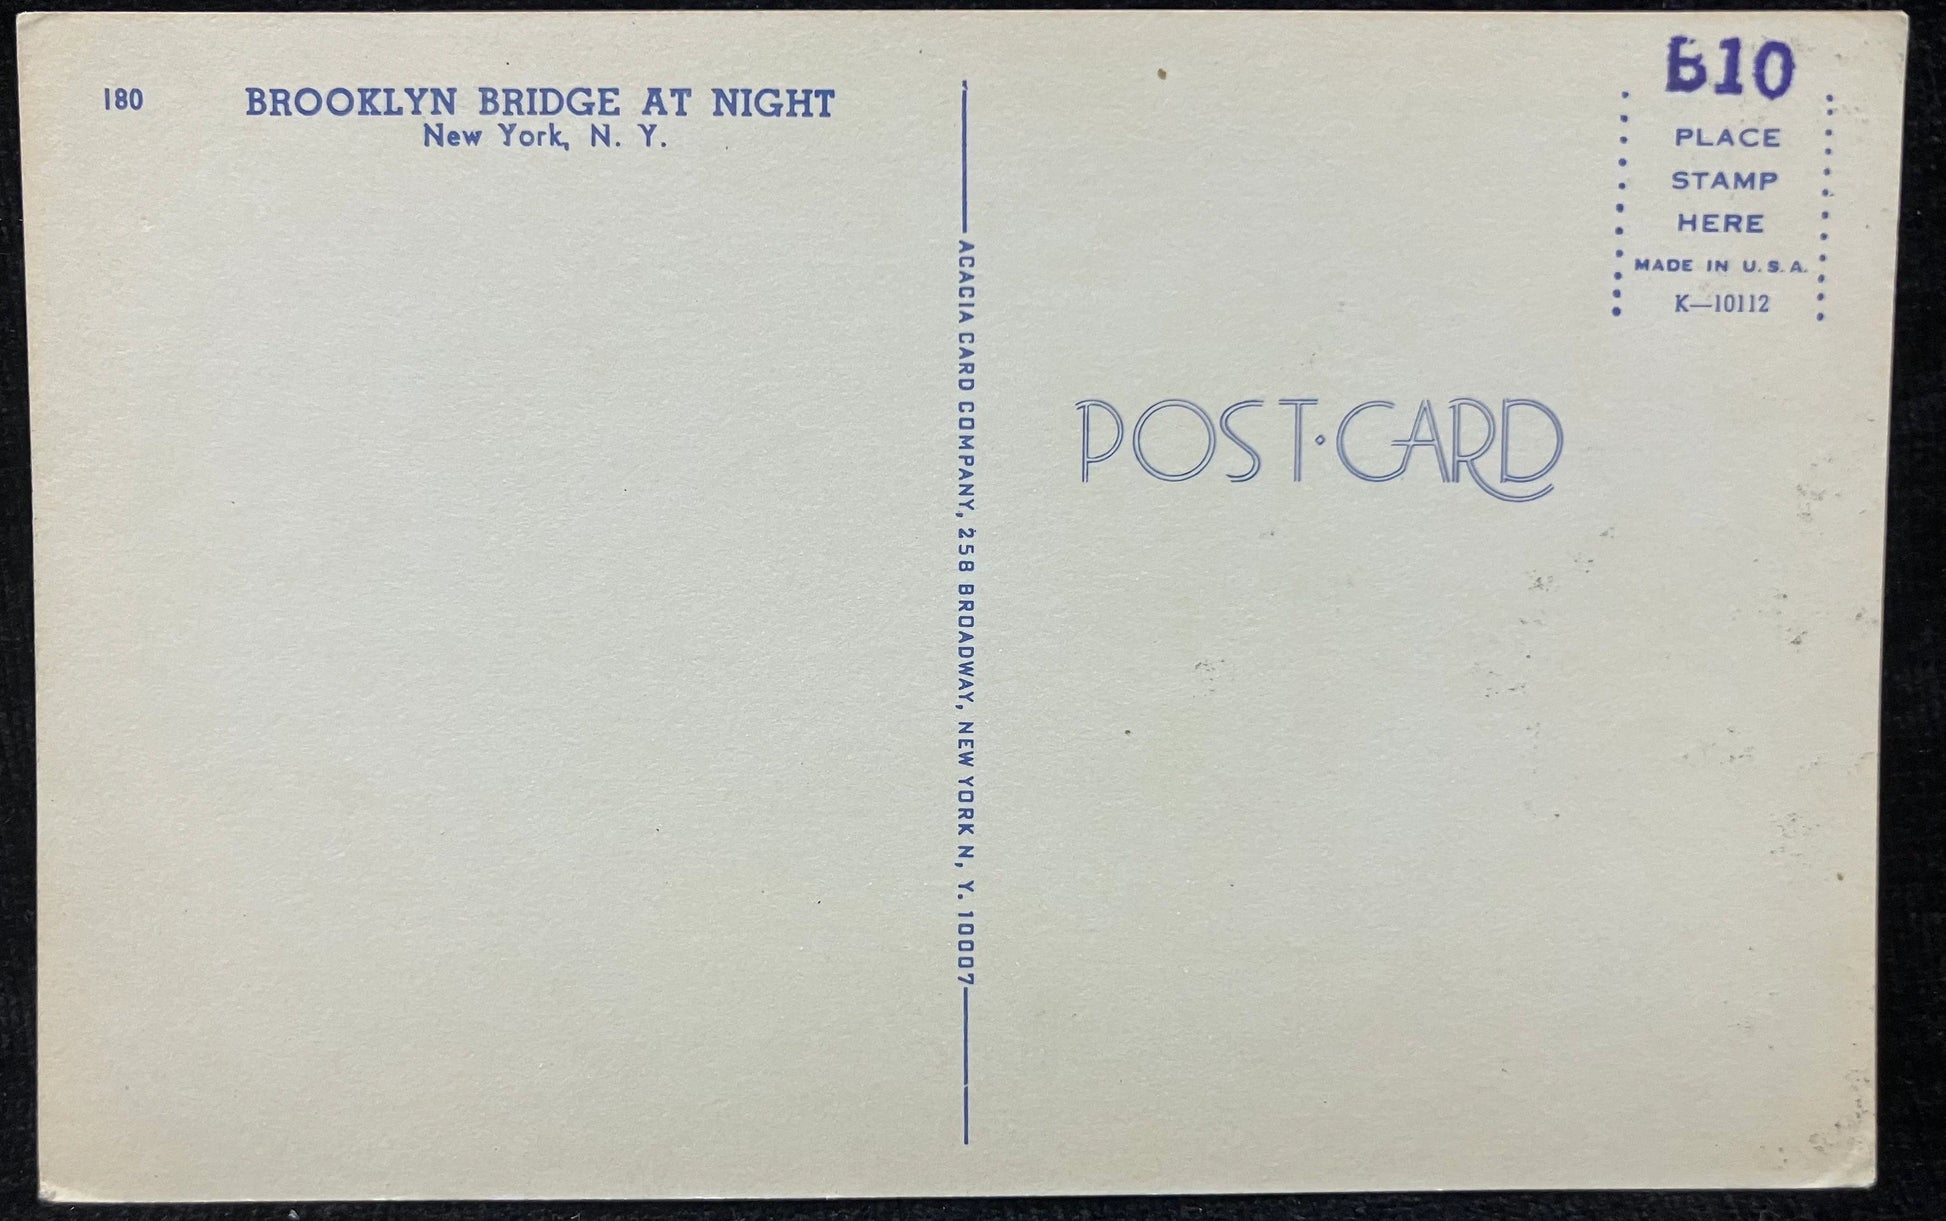 180
BROOKLYN BRIDGE AT NIGHT
New York, N. Y.
ACACIA CARD COMPANY, 258 BROADWAY, NEW YORK N, Y. 10007
B10
PLACE
STAMP
HERE
MADE IN U.S.A.
K—10112
POST·CARD